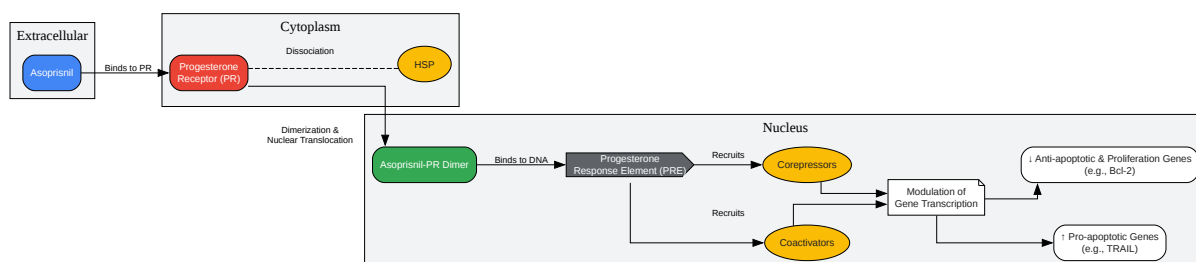 Extracellular
Asoprisnil
Binds to PR
Cytoplasm
Progesterone
Receptor (PR)
Dissociation
HSP
Dimerization &
Nuclear Translocation
Nucleus
Asoprisnil-PR Dimer
Binds to DNA
Progesterone
Response Element (PRE)
Recruits
Corepressors
Recruits
Coactivators
Modulation of
Gene Transcription
↓ Anti-apoptotic & Proliferation Genes
(e.g., Bcl-2)
↑ Pro-apoptotic Genes
(e.g., TRAIL)